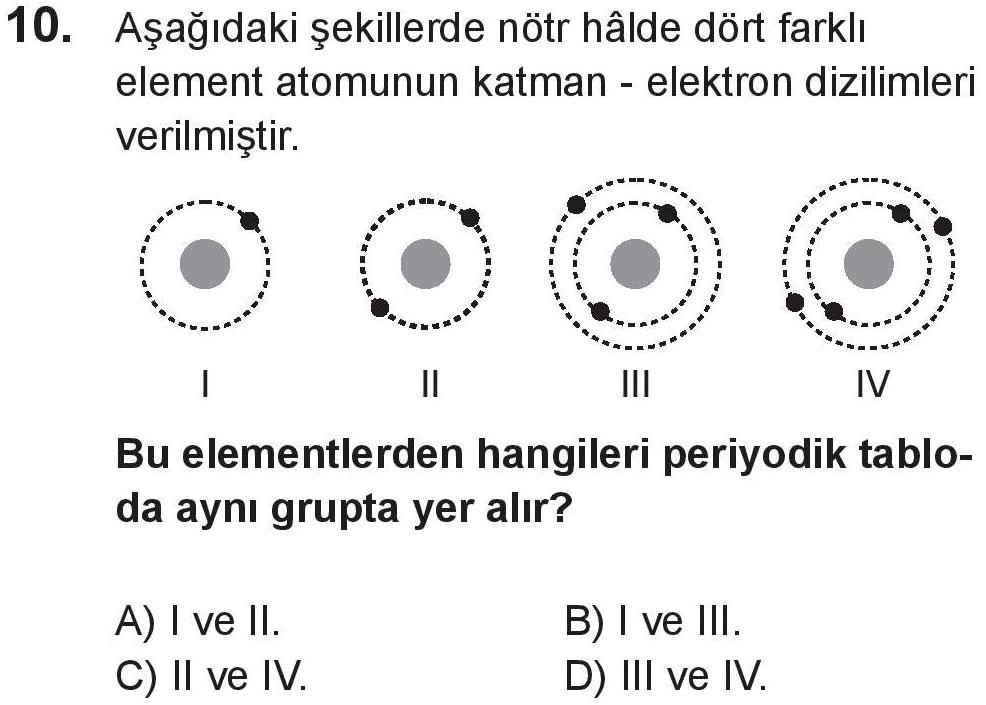 10. Aşağıdaki şekillerde nötr hâlde dört farklı
element atomunun katman - elektron dizilimleri
verilmiştir.
I II III IV
Bu elementlerden hangileri periyodik tablo-
da aynı grupta yer alır?
A) I ve II. B) I ve III.
C) II ve IV. D) III ve IV.